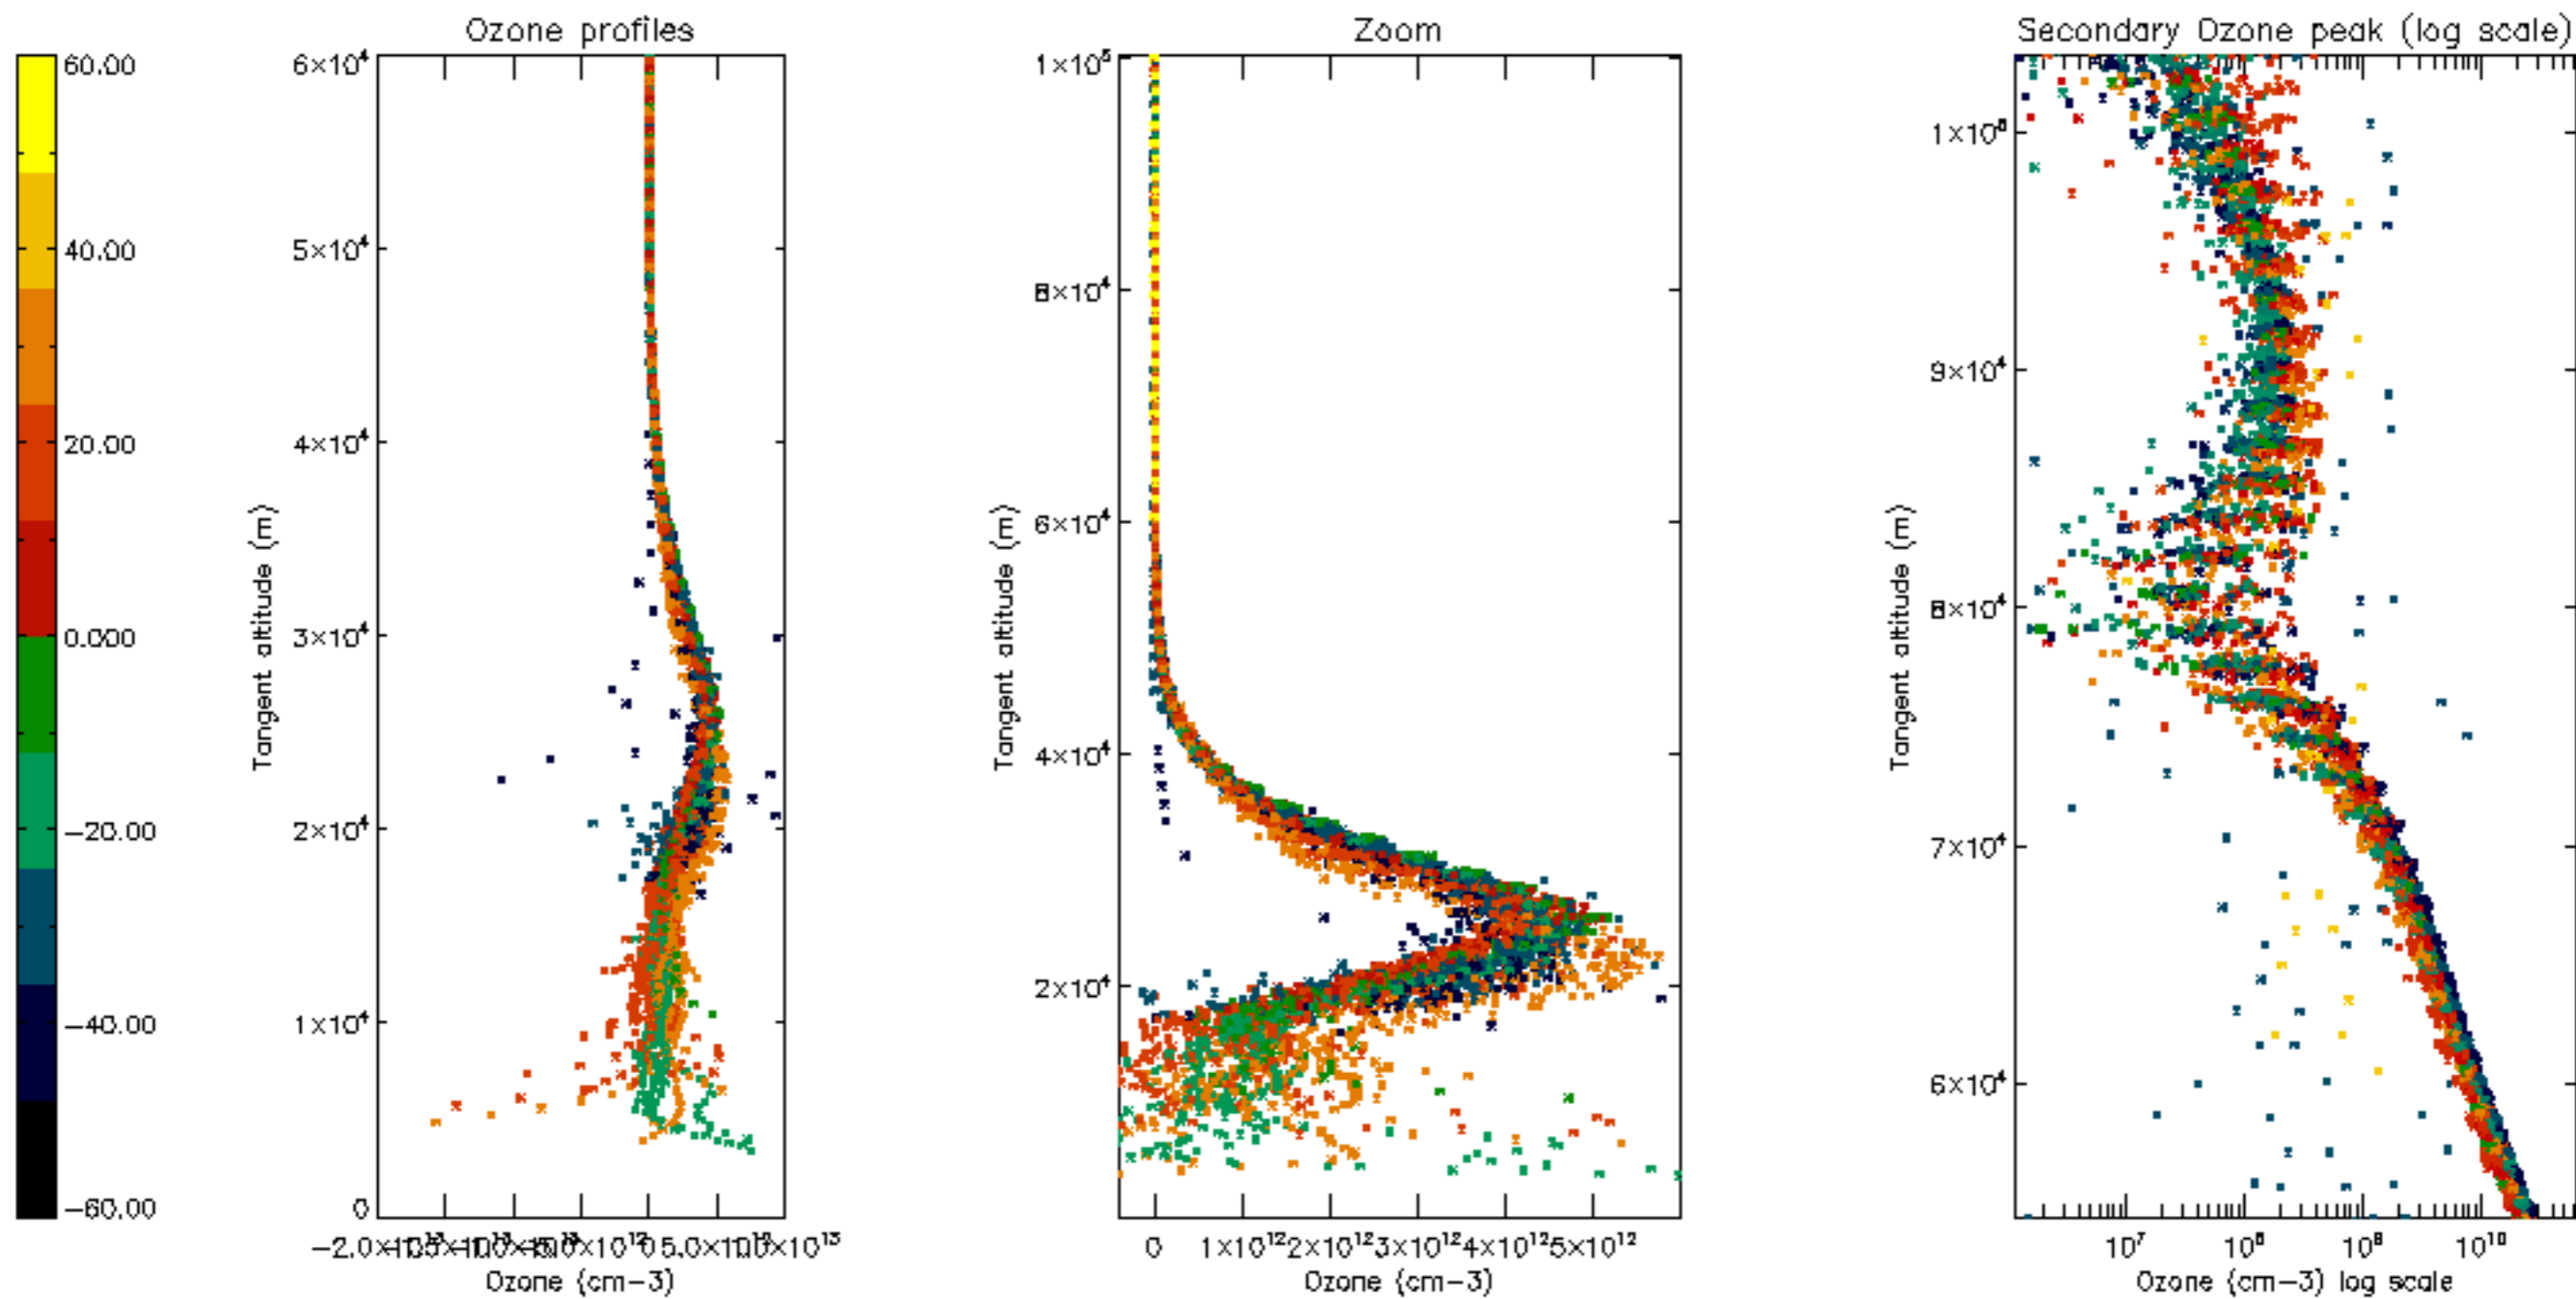 Ozone profiles
Zoom
Secondary Ozone peak (log scale)
60.00
40.00
20.00
0.000
-20.00
-40.00
-60.00
6×10⁴
5×10⁴
4×10⁴
3×10⁴
2×10⁴
1×10⁴
0
Tangent altitude (m)
5.0×10¹³
Ozone (cm-3)
1×10⁵
8×10⁴
6×10⁴
4×10⁴
2×10⁴
Tangent altitude (m)
0 1×10¹² 2×10¹² 3×10¹² 4×10¹² 5×10¹²
Ozone (cm-3)
9×10⁴
8×10⁴
7×10⁴
6×10⁴
Tangent altitude (m)
10⁷ 10⁸ 10⁹ 10¹⁰
Ozone (cm-3) log scale